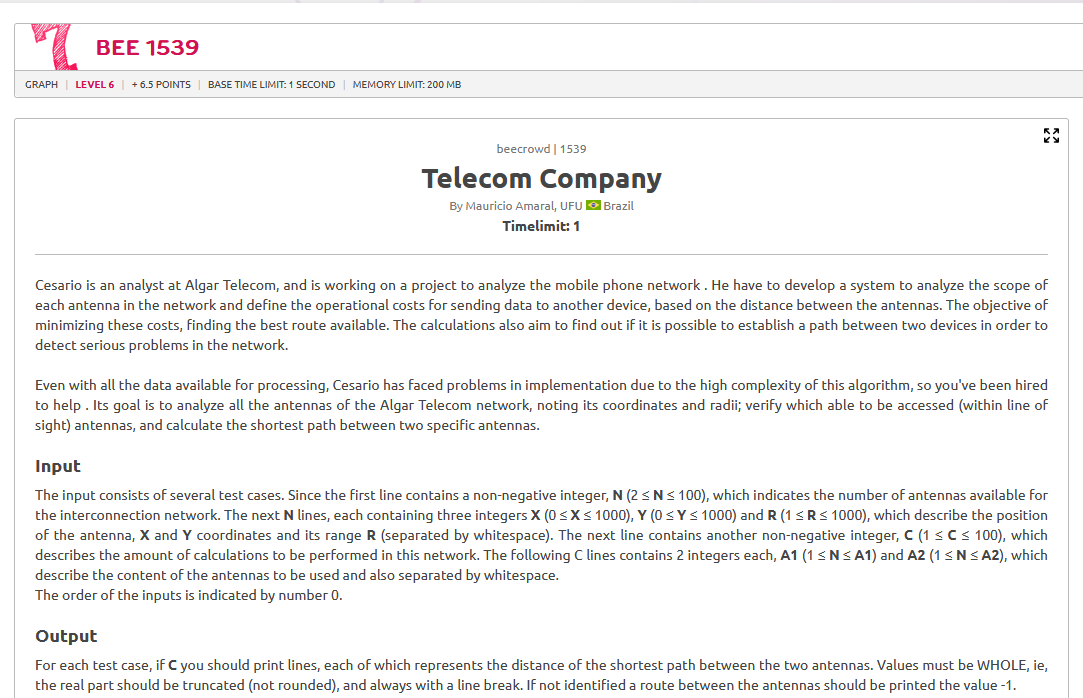 BEE 1539
GRAPH | LEVEL 6 | + 6.5 POINTS | BASE TIME LIMIT: 1 SECOND | MEMORY LIMIT: 200 MB
beecrowd | 1539
Telecom Company
By Mauricio Amaral, UFU Brazil
Timelimit: 1
Cesario is an analyst at Algar Telecom, and is working on a project to analyze the mobile phone network . He have to develop a system to analyze the scope of
each antenna in the network and define the operational costs for sending data to another device, based on the distance between the antennas. The objective of
minimizing these costs, finding the best route available. The calculations also aim to find out if it is possible to establish a path between two devices in order to
detect serious problems in the network.
Even with all the data available for processing, Cesario has faced problems in implementation due to the high complexity of this algorithm, so you've been hired
to help . Its goal is to analyze all the antennas of the Algar Telecom network, noting its coordinates and radii; verify which able to be accessed (within line of
sight) antennas, and calculate the shortest path between two specific antennas.
Input
The input consists of several test cases. Since the first line contains a non-negative integer, N (2 ≤ N ≤ 100), which indicates the number of antennas available for
the interconnection network. The next N lines, each containing three integers X (0 ≤ X ≤ 1000), Y (0 ≤ Y ≤ 1000) and R (1 ≤ R ≤ 1000), which describe the position
of the antenna, X and Y coordinates and its range R (separated by whitespace). The next line contains another non-negative integer, C (1 ≤ C ≤ 100), which
describes the amount of calculations to be performed in this network. The following C lines contains 2 integers each, A1 (1 ≤ N ≤ A1) and A2 (1 ≤ N ≤ A2), which
describe the content of the antennas to be used and also separated by whitespace.
The order of the inputs is indicated by number 0.
Output
For each test case, if C you should print lines, each of which represents the distance of the shortest path between the two antennas. Values must be WHOLE, ie,
the real part should be truncated (not rounded), and always with a line break. If not identified a route between the antennas should be printed the value -1.